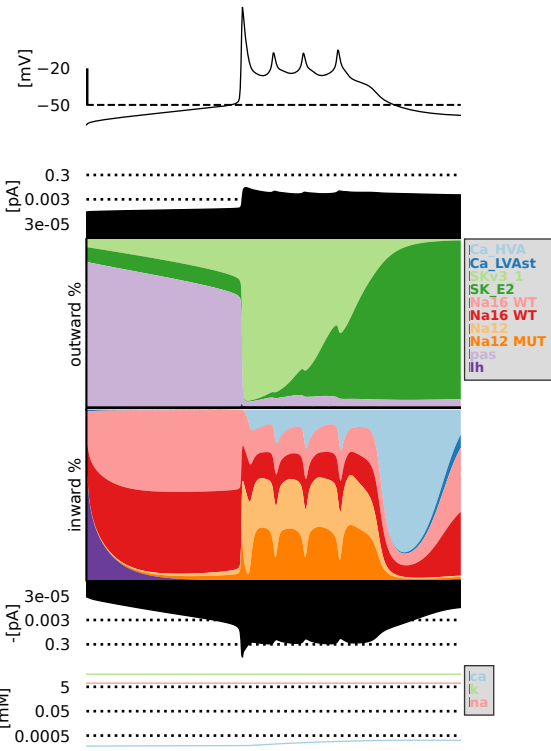 [mV]
−20
−50
[pA]
0.3
0.003
3e-05
outward %
Ca_HVA
Ca_LVAst
SKv3_1
SK_E2
Na16 WT
Na16 WT
Na12
Na12 MUT
pas
Ih
inward %
-[pA]
3e-05
0.003
0.3
[mM]
5
0.05
0.0005
ca
k
na